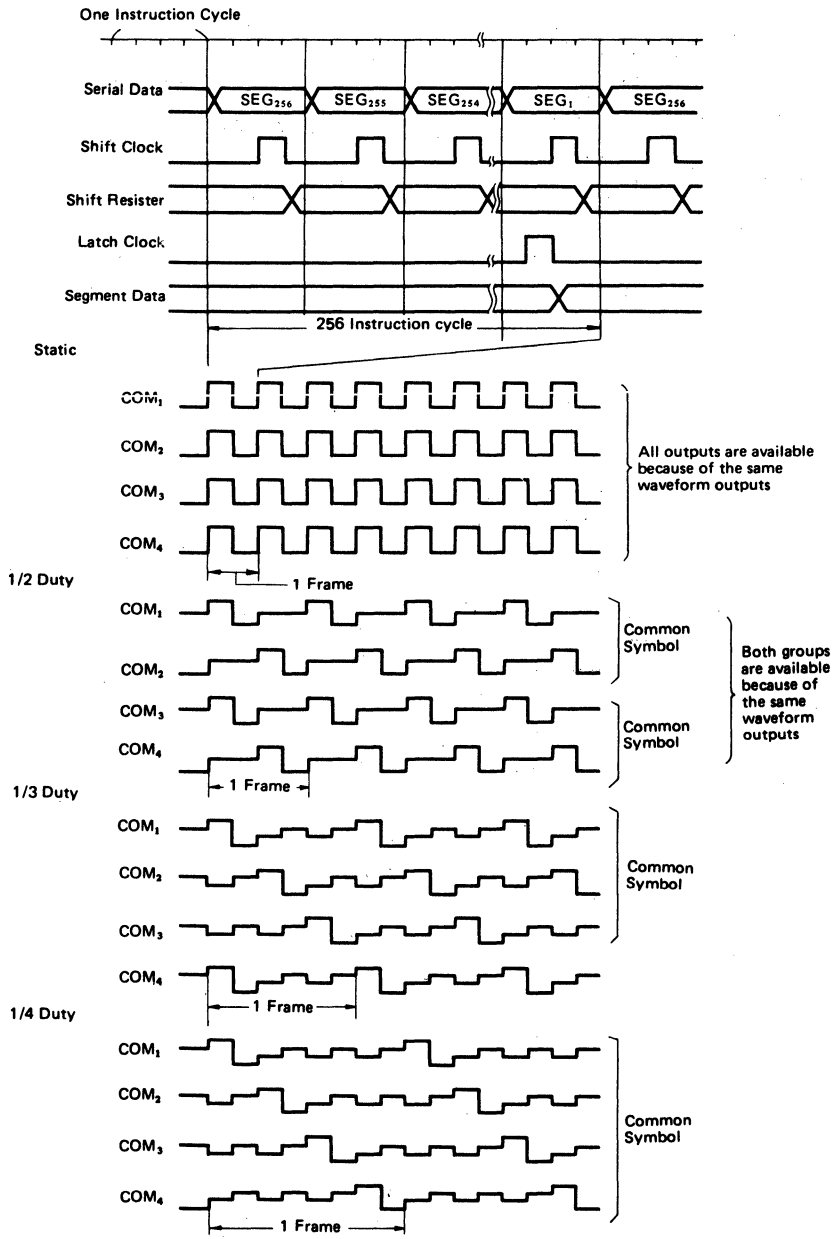 One Instruction Cycle
Serial Data
SEG₂₅₆
SEG₂₅₅
SEG₂₅₄
SEG₁
SEG₂₅₆
Shift Clock
Shift Resister
Latch Clock
Segment Data
256 Instruction cycle
Static
COM₁
COM₂
COM₃
COM₄
All outputs are available
because of the same
waveform outputs
1 Frame
1/2 Duty
COM₁
COM₂
COM₃
COM₄
Common
Symbol
Common
Symbol
Both groups
are available
because of
the same
waveform
outputs
1 Frame
1/3 Duty
COM₁
COM₂
COM₃
COM₄
Common
Symbol
1 Frame
1/4 Duty
COM₁
COM₂
COM₃
COM₄
Common
Symbol
1 Frame